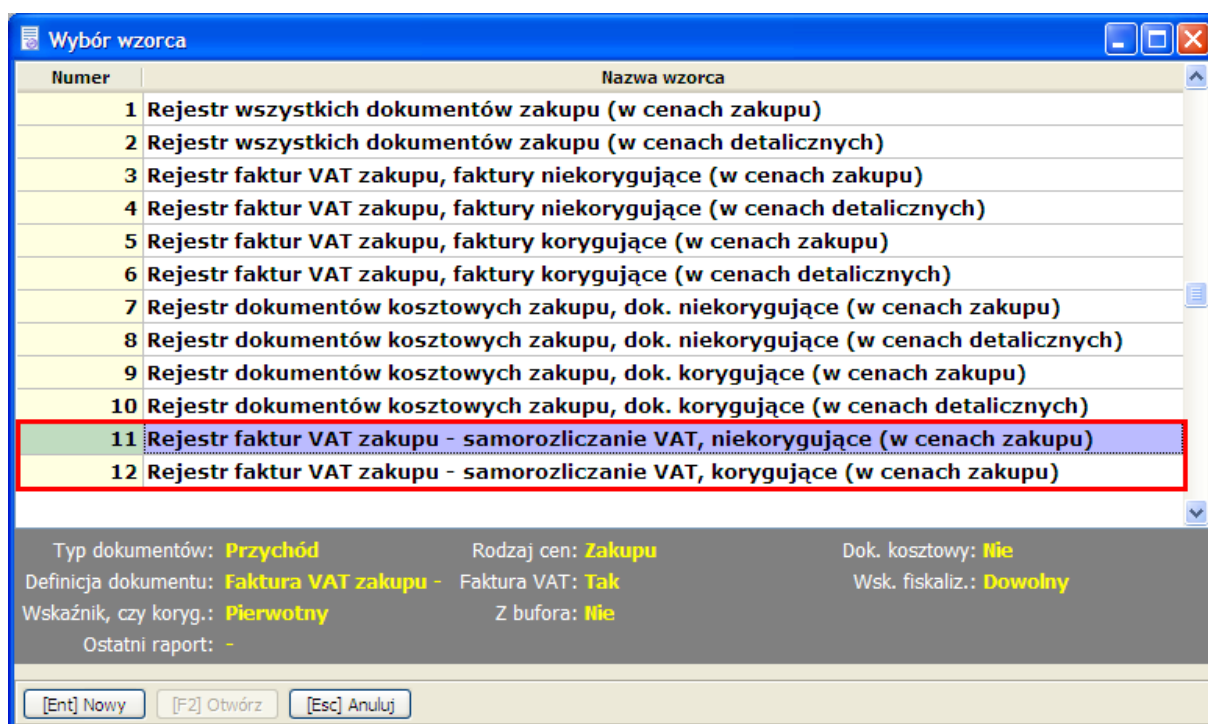 Wybór wzorca
Numer Nazwa wzorca
1 Rejestr wszystkich dokumentów zakupu (w cenach zakupu)
2 Rejestr wszystkich dokumentów zakupu (w cenach detalicznych)
3 Rejestr faktur VAT zakupu, faktury niekorygujące (w cenach zakupu)
4 Rejestr faktur VAT zakupu, faktury niekorygujące (w cenach detalicznych)
5 Rejestr faktur VAT zakupu, faktury korygujące (w cenach zakupu)
6 Rejestr faktur VAT zakupu, faktury korygujące (w cenach detalicznych)
7 Rejestr dokumentów kosztowych zakupu, dok. niekorygujące (w cenach zakupu)
8 Rejestr dokumentów kosztowych zakupu, dok. niekorygujące (w cenach detalicznych)
9 Rejestr dokumentów kosztowych zakupu, dok. korygujące (w cenach zakupu)
10 Rejestr dokumentów kosztowych zakupu, dok. korygujące (w cenach detalicznych)
11 Rejestr faktur VAT zakupu - samorozliczanie VAT, niekorygujące (w cenach zakupu)
12 Rejestr faktur VAT zakupu - samorozliczanie VAT, korygujące (w cenach zakupu)
Typ dokumentów: Przychód Rodzaj cen: Zakupu Dok. kosztowy: Nie
Definicja dokumentu: Faktura VAT zakupu - Faktura VAT: Tak Wsk. fiskaliz.: Dowolny
Wskaźnik, czy koryg.: Pierwotny Z bufora: Nie
Ostatni raport: -
[Ent] Nowy [F2] Otwórz [Esc] Anuluj